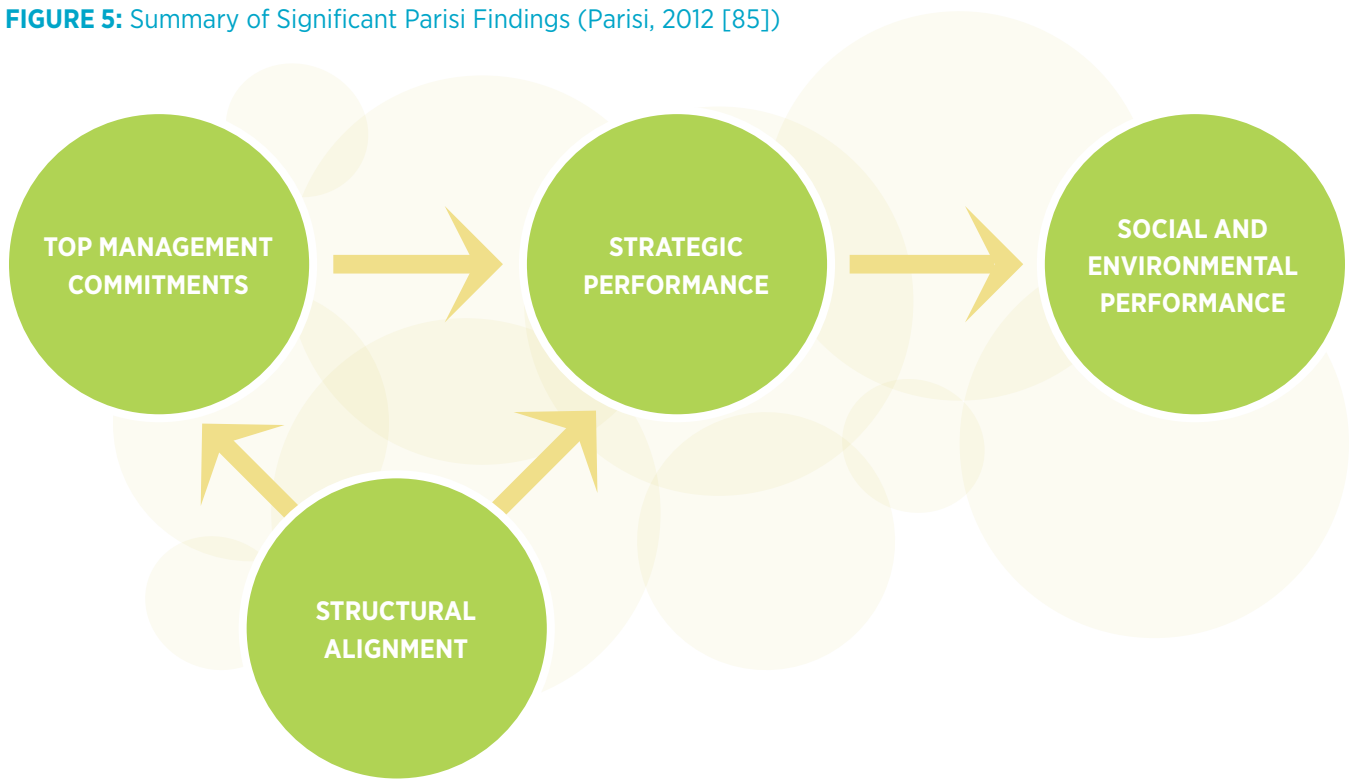 FIGURE 5: Summary of Significant Parisi Findings (Parisi, 2012 [85])
TOP MANAGEMENT
COMMITMENTS
STRATEGIC
PERFORMANCE
SOCIAL AND
ENVIRONMENTAL
PERFORMANCE
STRUCTURAL
ALIGNMENT